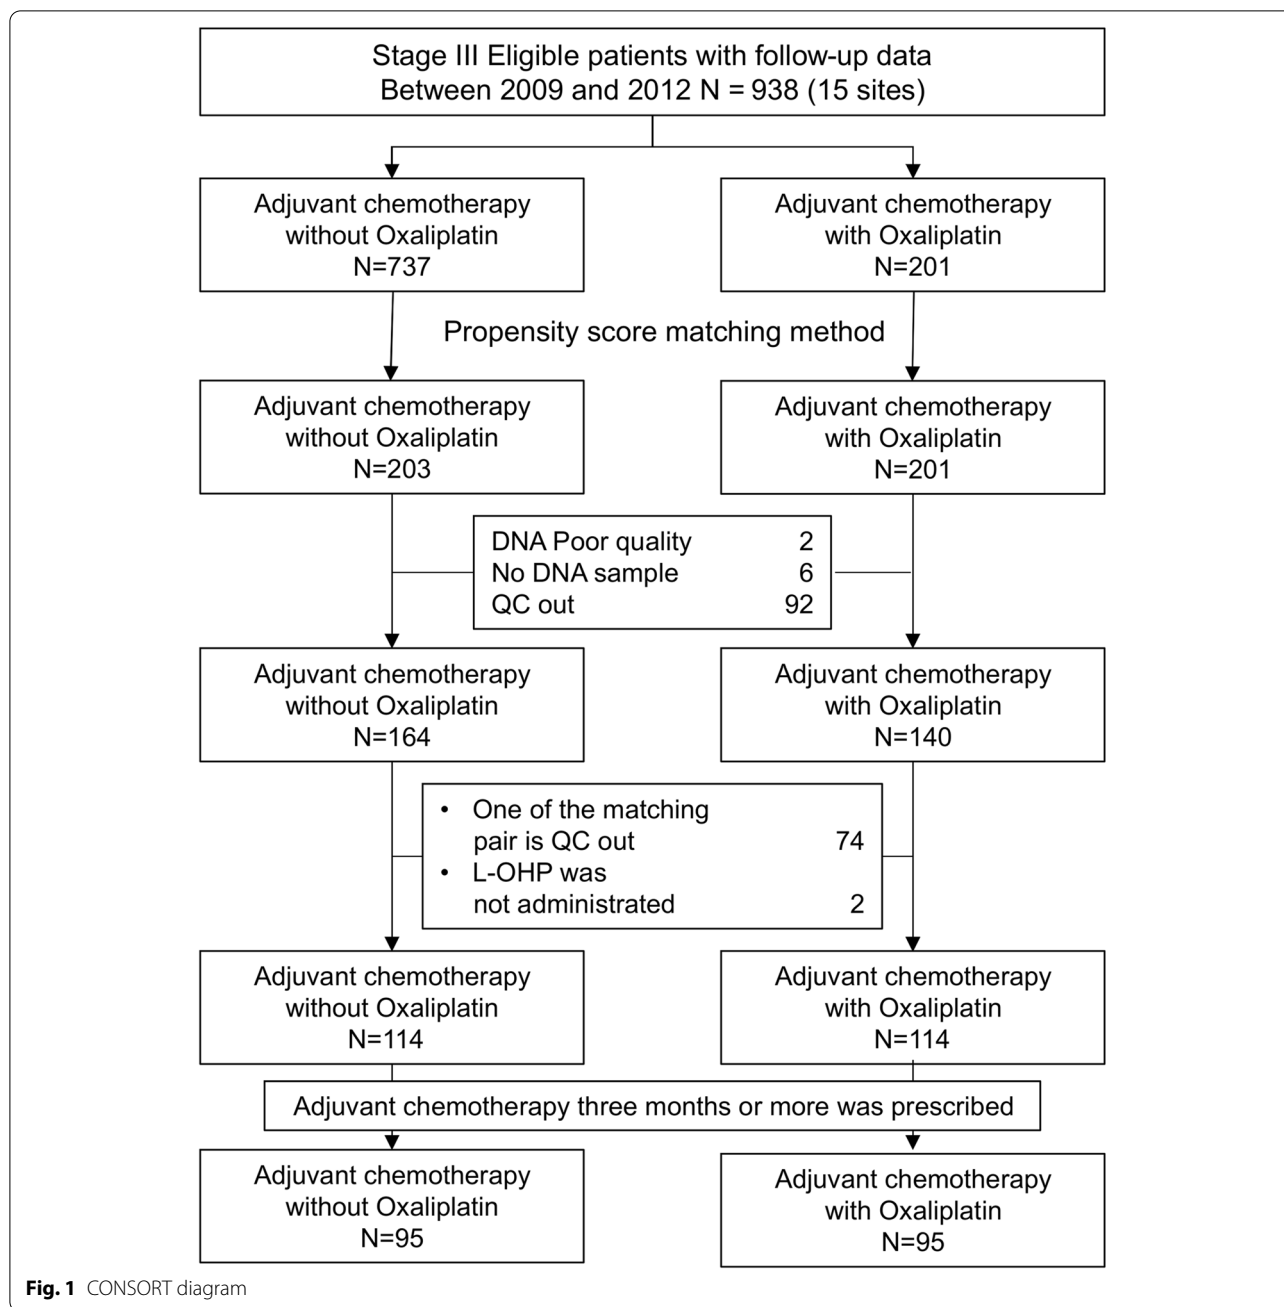 Stage III Eligible patients with follow-up data
Between 2009 and 2012 N = 938 (15 sites)
Adjuvant chemotherapy
without Oxaliplatin
N=737
Adjuvant chemotherapy
with Oxaliplatin
N=201
Propensity score matching method
Adjuvant chemotherapy
without Oxaliplatin
N=203
Adjuvant chemotherapy
with Oxaliplatin
N=201
DNA Poor quality 2
No DNA sample 6
QC out 92
Adjuvant chemotherapy
without Oxaliplatin
N=164
Adjuvant chemotherapy
with Oxaliplatin
N=140
• One of the matching
pair is QC out 74
• L-OHP was
not administrated 2
Adjuvant chemotherapy
without Oxaliplatin
N=114
Adjuvant chemotherapy
with Oxaliplatin
N=114
Adjuvant chemotherapy three months or more was prescribed
Adjuvant chemotherapy
without Oxaliplatin
N=95
Adjuvant chemotherapy
with Oxaliplatin
N=95
Fig. 1 CONSORT diagram